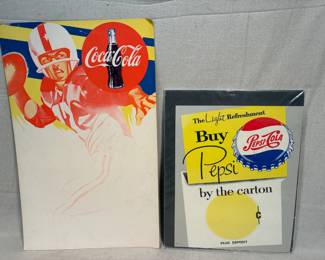 Coca-Cola
The Light Refreshment
Buy
Pepsi
PEPSI-COLA
by the carton
¢
PLUS DEPOSIT